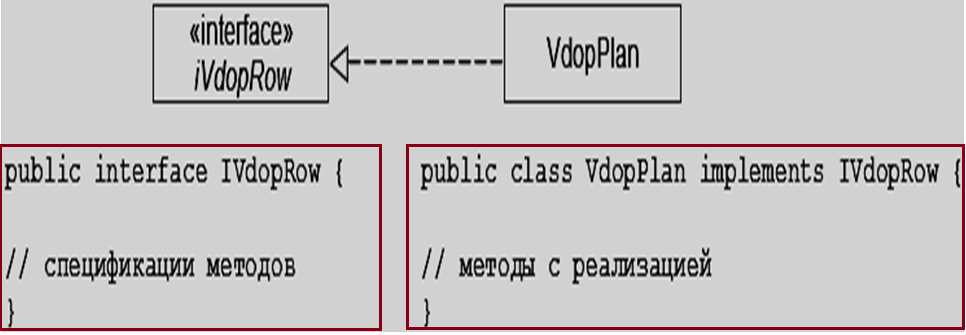 «interface»
iVdopRow
VdopPlan
public interface IVdopRow {
// спецификации методов
}
public class VdopPlan implements IVdopRow {
// методы с реализацией
}